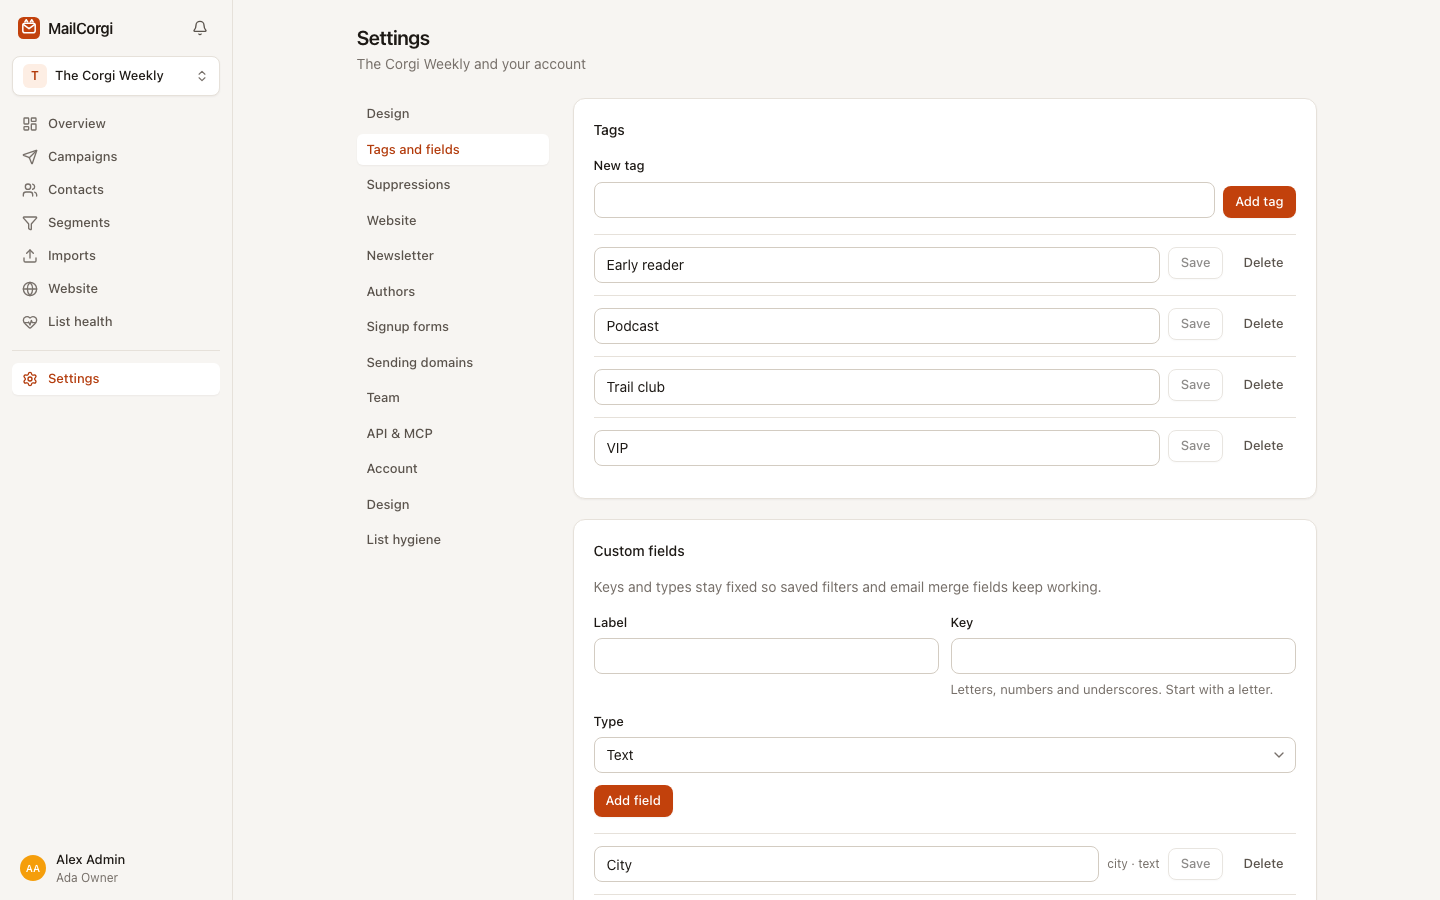 MailCorgi
T The Corgi Weekly
Overview
Campaigns
Contacts
Segments
Imports
Website
List health
Settings
AA
Alex Admin
Ada Owner
Settings
The Corgi Weekly and your account
Design
Tags and fields
Suppressions
Website
Newsletter
Authors
Signup forms
Sending domains
Team
API & MCP
Account
Design
List hygiene
Tags
New tag
Add tag
Early reader Save Delete
Podcast Save Delete
Trail club Save Delete
VIP Save Delete
Custom fields
Keys and types stay fixed so saved filters and email merge fields keep working.
Label Key
Letters, numbers and underscores. Start with a letter.
Type
Text
Add field
City city · text Save Delete